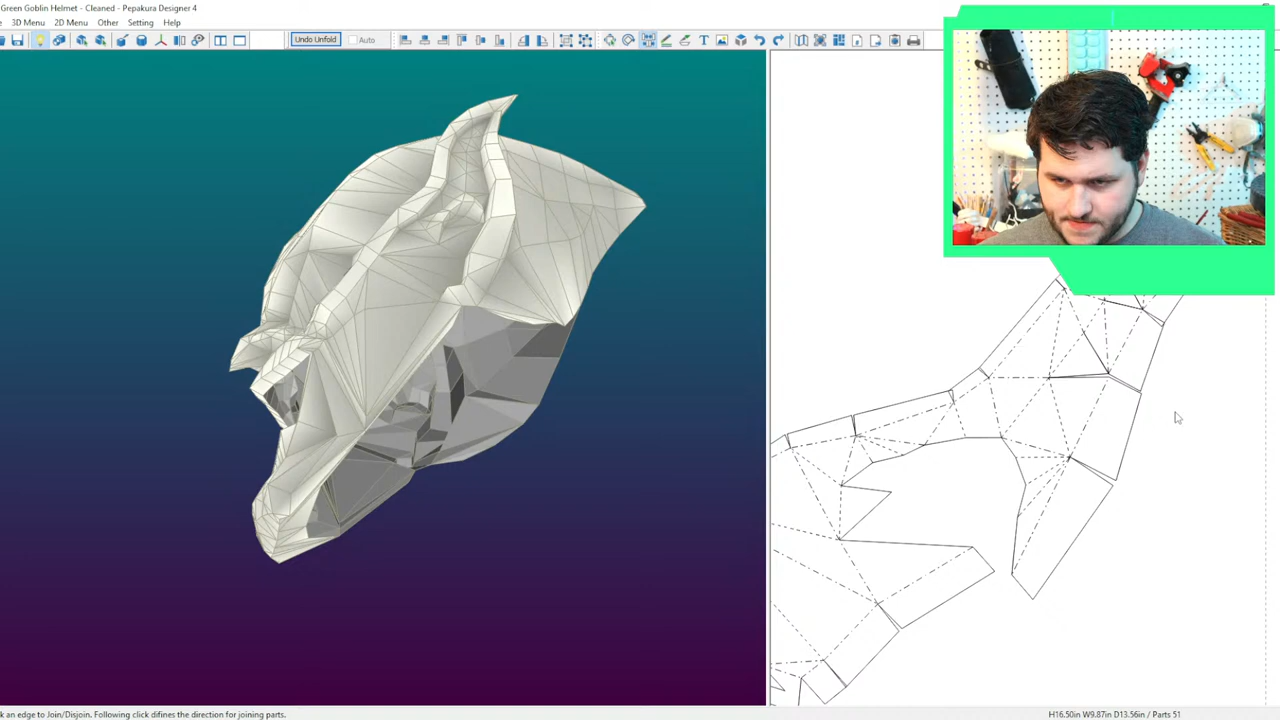 Green Goblin Helmet - Cleaned - Pepakura Designer 4
3D Menu 2D Menu Other Setting Help
Undo Unfold Auto
k an edge to Join/Disjoin. Following click difines the direction for joining parts.
H16.50in W9.87in D13.56in / Parts 51